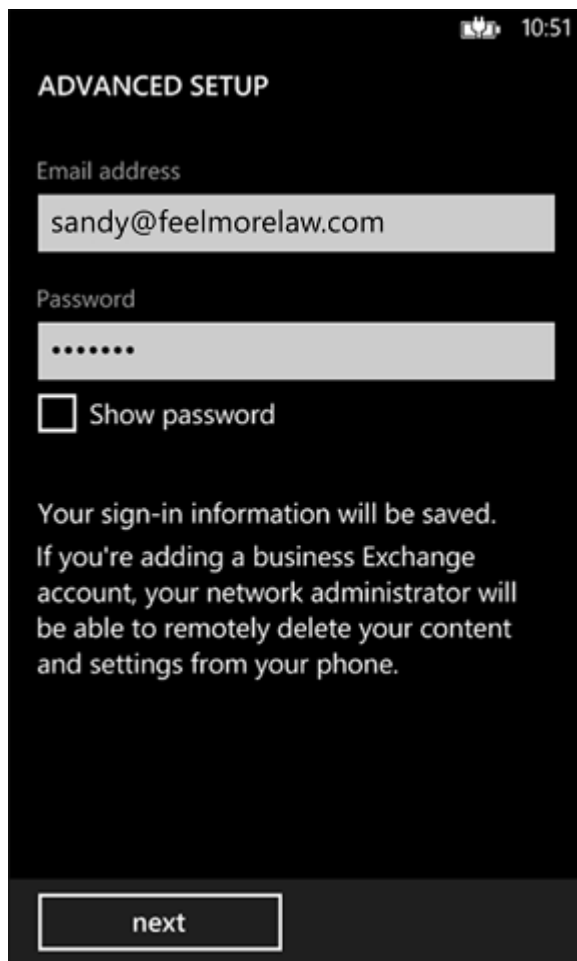 10:51
ADVANCED SETUP
Email address
sandy@feelmorelaw.com
Password
•••••••
Show password
Your sign-in information will be saved.
If you're adding a business Exchange
account, your network administrator will
be able to remotely delete your content
and settings from your phone.
next